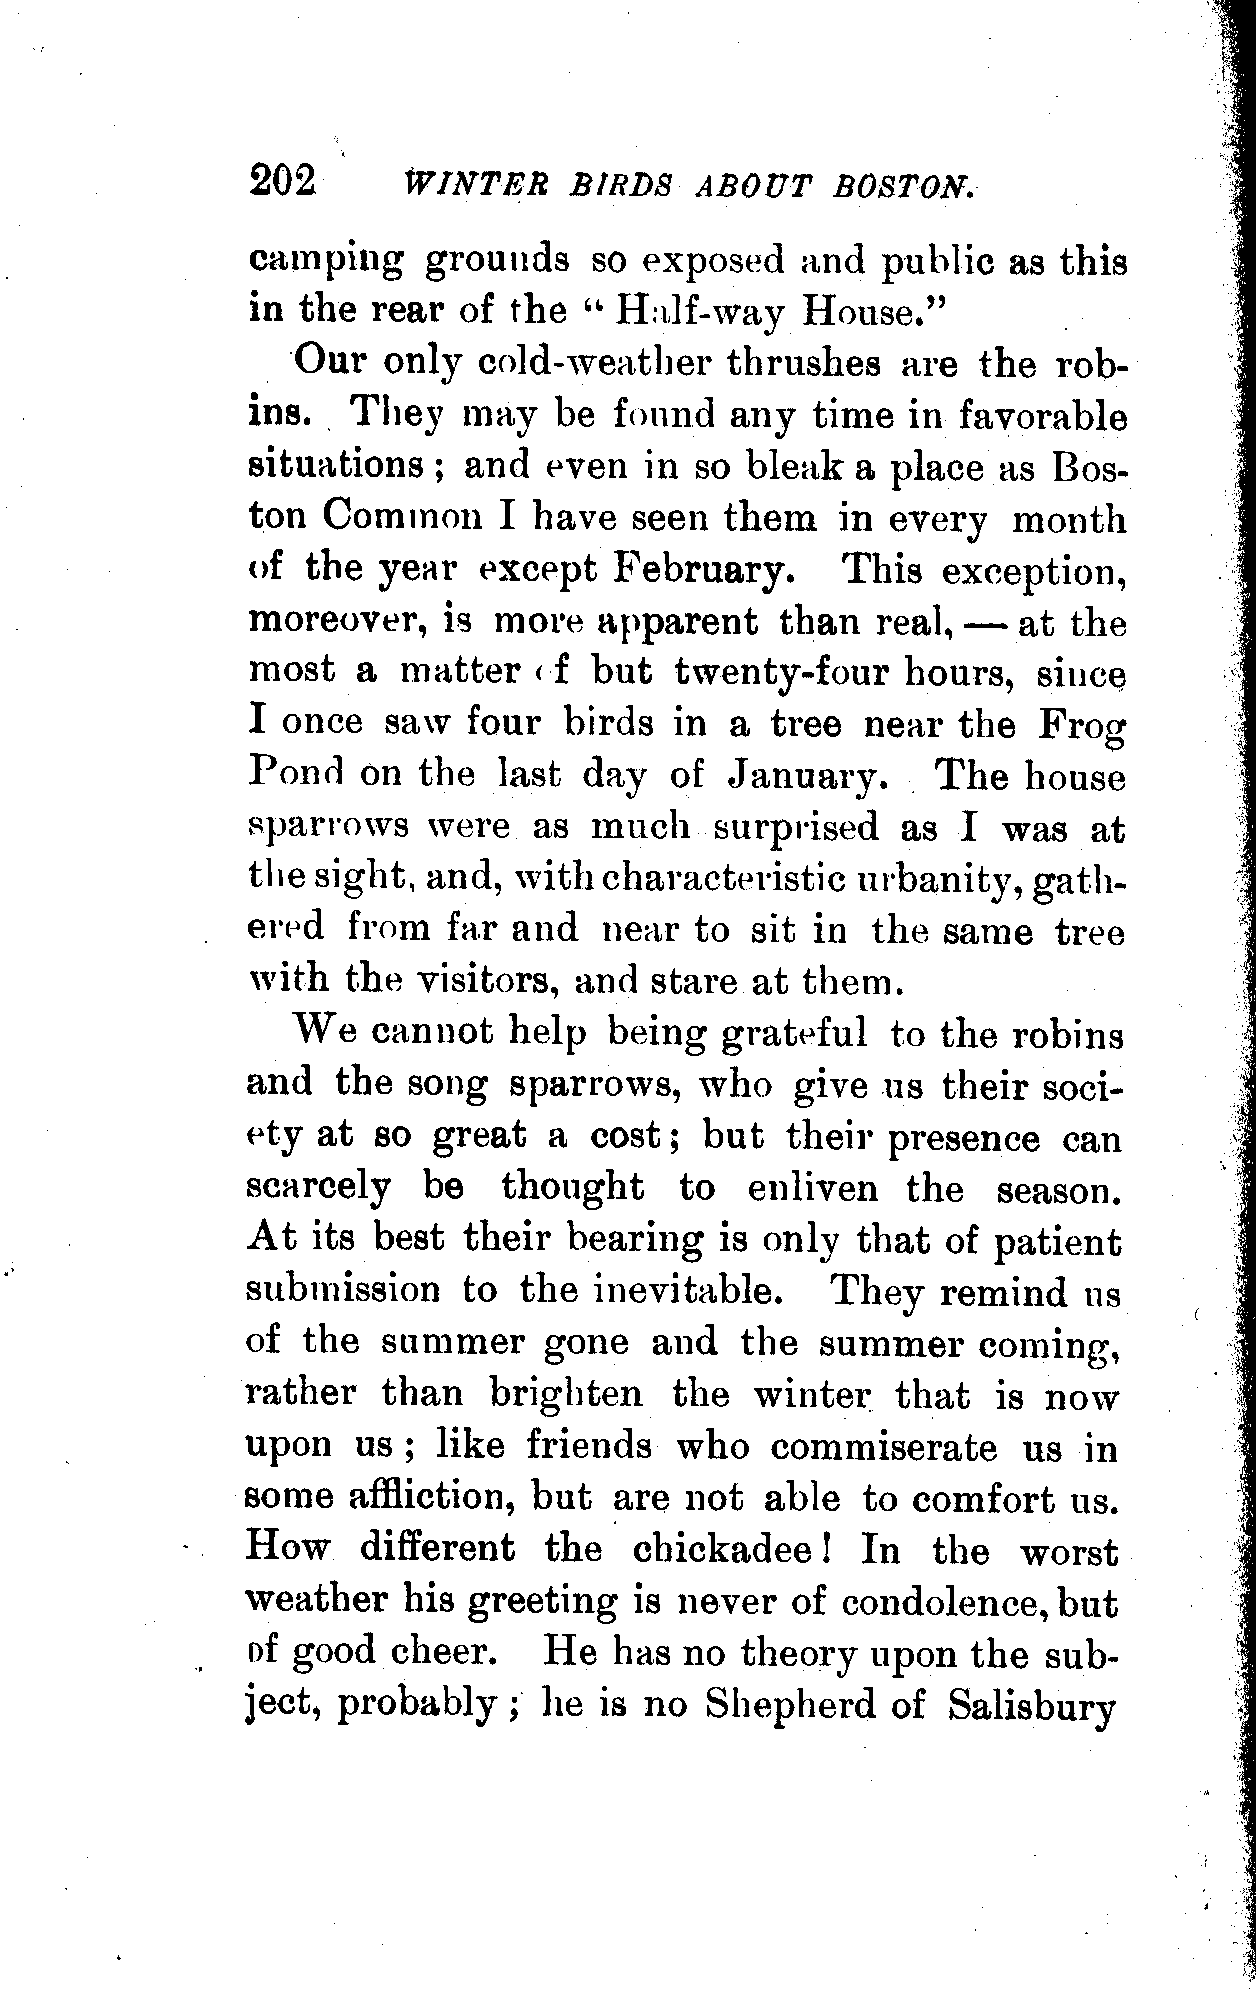 202 WINTER BIRDS ABOUT BOSTON.
camping grounds so exposed and public as this
in the rear of the “ Half-way House.”
Our only cold-weather thrushes are the rob-
ins. They may be found any time in favorable
situations ; and even in so bleak a place as Bos-
ton Common I have seen them in every month
of the year except February. This exception,
moreover, is more apparent than real, — at the
most a matter of but twenty-four hours, since
I once saw four birds in a tree near the Frog
Pond on the last day of January. The house
sparrows were as much surprised as I was at
the sight, and, with characteristic urbanity, gath-
ered from far and near to sit in the same tree
with the visitors, and stare at them.
We cannot help being grateful to the robins
and the song sparrows, who give us their soci-
ety at so great a cost ; but their presence can
scarcely be thought to enliven the season.
At its best their bearing is only that of patient
submission to the inevitable. They remind us
of the summer gone and the summer coming,
rather than brighten the winter that is now
upon us ; like friends who commiserate us in
some affliction, but are not able to comfort us.
How different the chickadee ! In the worst
weather his greeting is never of condolence, but
of good cheer. He has no theory upon the sub-
ject, probably ; he is no Shepherd of Salisbury